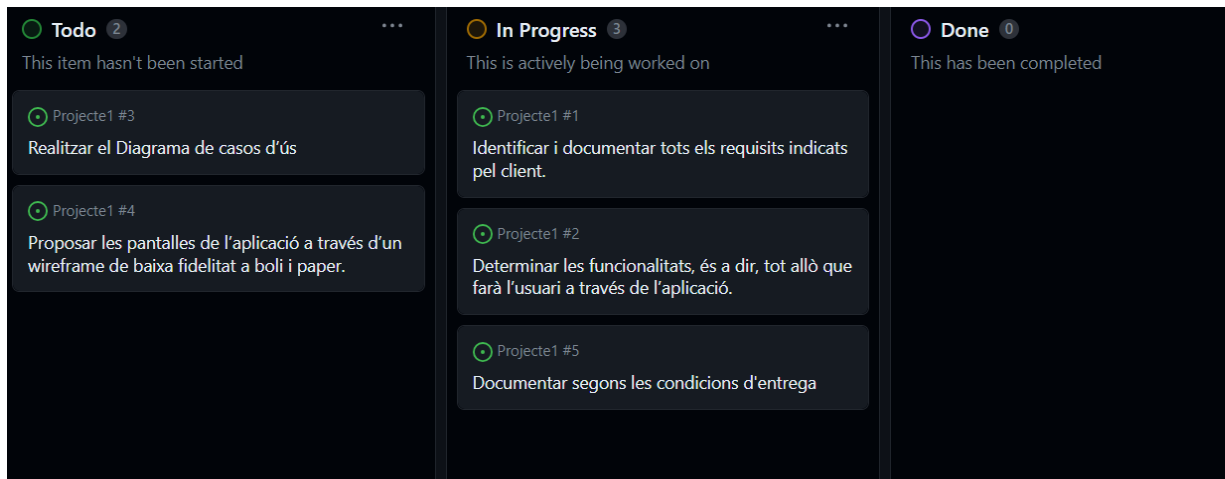 Todo 2
This item hasn't been started
Projecte1 #3
Realitzar el Diagrama de casos d’ús
Projecte1 #4
Proposar les pantalles de l’aplicació a través d’un
wireframe de baixa fidelitat a boli i paper.
In Progress 3
This is actively being worked on
Projecte1 #1
Identificar i documentar tots els requisits indicats
pel client.
Projecte1 #2
Determinar les funcionalitats, és a dir, tot allò que
farà l’usuari a través de l’aplicació.
Projecte1 #5
Documentar segons les condicions d'entrega
Done 0
This has been completed